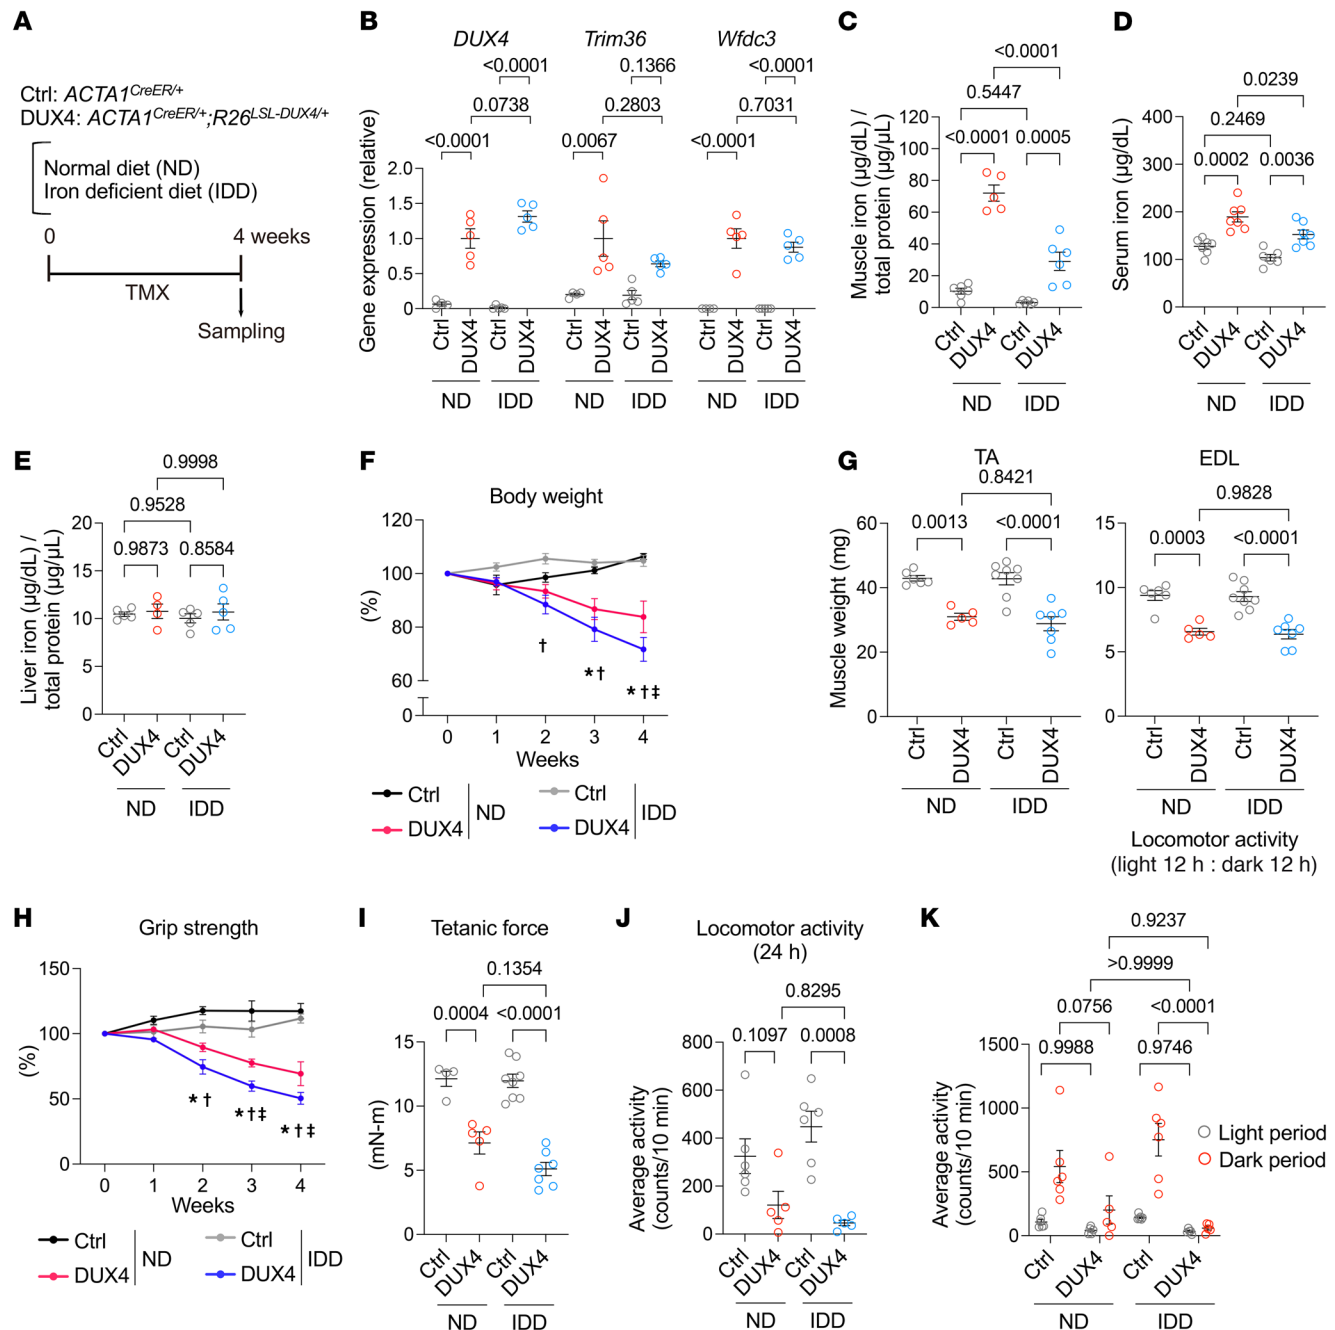 A
Ctrl: ACTA1CreER/+
DUX4: ACTA1CreER/+;R26LSL-DUX4/+
Normal diet (ND)
Iron deficient diet (IDD)
0 4 weeks
TMX
Sampling
B
DUX4 Trim36 Wfdc3
<0.0001 0.1366 <0.0001
0.0738 0.2803 0.7031
<0.0001 0.0067 <0.0001
Gene expression (relative)
2.0
1.5
1.0
0.5
0
Ctrl DUX4 Ctrl DUX4 Ctrl DUX4 Ctrl DUX4 Ctrl DUX4 Ctrl DUX4
ND IDD ND IDD ND IDD
C
<0.0001
0.5447
<0.0001 0.0005
Muscle iron (µg/dL) /
total protein (µg/µL)
120
100
80
60
40
20
0
Ctrl DUX4 Ctrl DUX4
ND IDD
D
0.0239
0.2469
0.0002 0.0036
Serum iron (µg/dL)
400
300
200
100
0
Ctrl DUX4 Ctrl DUX4
ND IDD
E
0.9998
0.9528
0.9873 0.8584
Liver iron (µg/dL) /
total protein (µg/µL)
20
15
10
5
0
Ctrl DUX4 Ctrl DUX4
ND IDD
F
Body weight
(%)
120
100
80
60
0
†
*†
*†‡
0 1 2 3 4
Weeks
Ctrl
DUX4
ND
Ctrl
DUX4
IDD
G
TA
0.8421
0.0013 <0.0001
Muscle weight (mg)
60
40
20
0
Ctrl DUX4 Ctrl DUX4
ND IDD
EDL
0.9828
0.0003 <0.0001
15
10
5
0
Ctrl DUX4 Ctrl DUX4
ND IDD
H
Grip strength
(%)
150
100
50
0
*†
*†‡
*†‡
0 1 2 3 4
Weeks
Ctrl
DUX4
ND
Ctrl
DUX4
IDD
I
Tetanic force
0.1354
0.0004 <0.0001
(mN-m)
15
10
5
0
Ctrl DUX4 Ctrl DUX4
ND IDD
J
Locomotor activity
(24 h)
0.8295
0.1097 0.0008
Average activity
(counts/10 min)
800
600
400
200
0
Ctrl DUX4 Ctrl DUX4
ND IDD
K
Locomotor activity
(light 12 h : dark 12 h)
0.9237
>0.9999
0.0756 <0.0001
0.9988 0.9746
Average activity
(counts/10 min)
1500
1000
500
0
Ctrl DUX4 Ctrl DUX4
ND IDD
Light period
Dark period